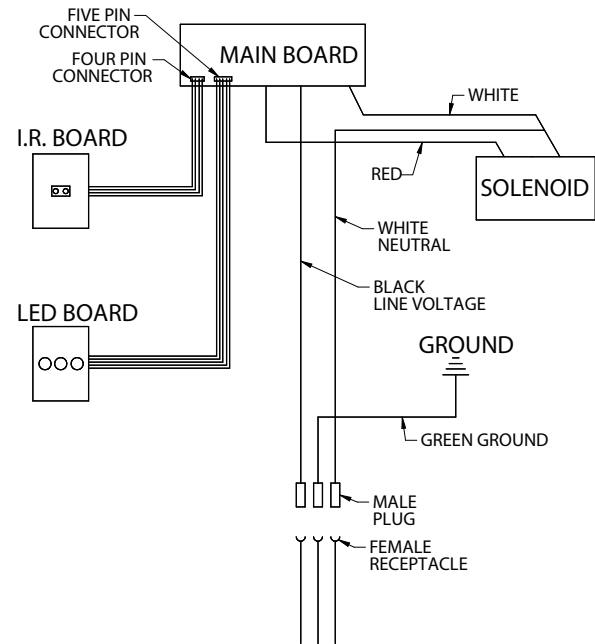 FIVE PIN
CONNECTOR
FOUR PIN
CONNECTOR
MAIN BOARD
WHITE
I.R. BOARD
RED
SOLENOID
WHITE
NEUTRAL
BLACK
LINE VOLTAGE
LED BOARD
GROUND
GREEN GROUND
MALE
PLUG
FEMALE
RECEPTACLE